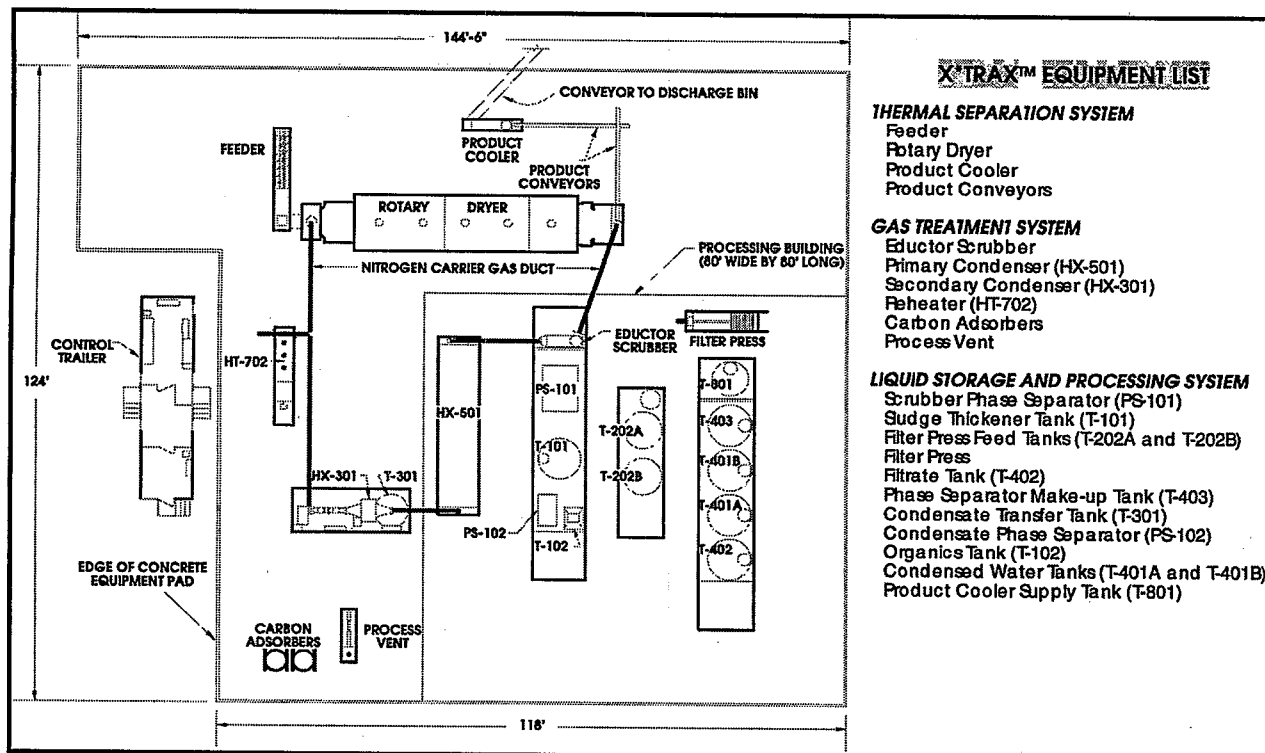 144'-6"
CONVEYOR TO DISCHARGE BIN
FEEDER
PRODUCT
COOLER
PRODUCT
CONVEYORS
ROTARY DRYER
NITROGEN CARRIER GAS DUCT
PROCESSING BUILDING
(80' WIDE BY 80' LONG)
CONTROL
TRAILER
124'
HT-702
HX-501
EDUCTOR
SCRUBBER
FILTER PRESS
PS-101
T-801
T-202A
T-403
T-101
T-401B
T-202B
HX-301
T-301
T-401A
PS-102
T-102
T-402
EDGE OF CONCRETE
EQUIPMENT PAD
CARBON
ADSORBERS
PROCESS
VENT
118'
X*TRAX™ EQUIPMENT LIST
THERMAL SEPARATION SYSTEM
Feeder
Rotary Dryer
Product Cooler
Product Conveyors
GAS TREATMENT SYSTEM
Eductor Scrubber
Primary Condenser (HX-501)
Secondary Condenser (HX-301)
Reheater (HT-702)
Carbon Adsorbers
Process Vent
LIQUID STORAGE AND PROCESSING SYSTEM
Scrubber Phase Separator (PS-101)
Sludge Thickener Tank (T-101)
Filter Press Feed Tanks (T-202A and T-202B)
Filter Press
Filtrate Tank (T-402)
Phase Separator Make-up Tank (T-403)
Condensate Transfer Tank (T-301)
Condensate Phase Separator (PS-102)
Organics Tank (T-102)
Condensed Water Tanks (T-401A and T-401B)
Product Cooler Supply Tank (T-801)